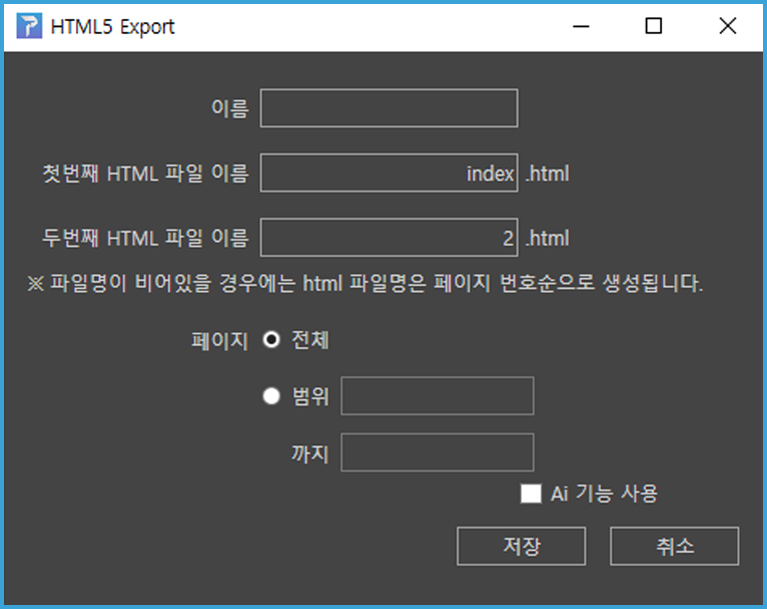 HTML5 Export
이름
첫번째 HTML 파일 이름 index .html
두번째 HTML 파일 이름 2 .html
※ 파일명이 비어있을 경우에는 html 파일명은 페이지 번호순으로 생성됩니다.
페이지 전체
범위
까지
Ai 기능 사용
저장 취소